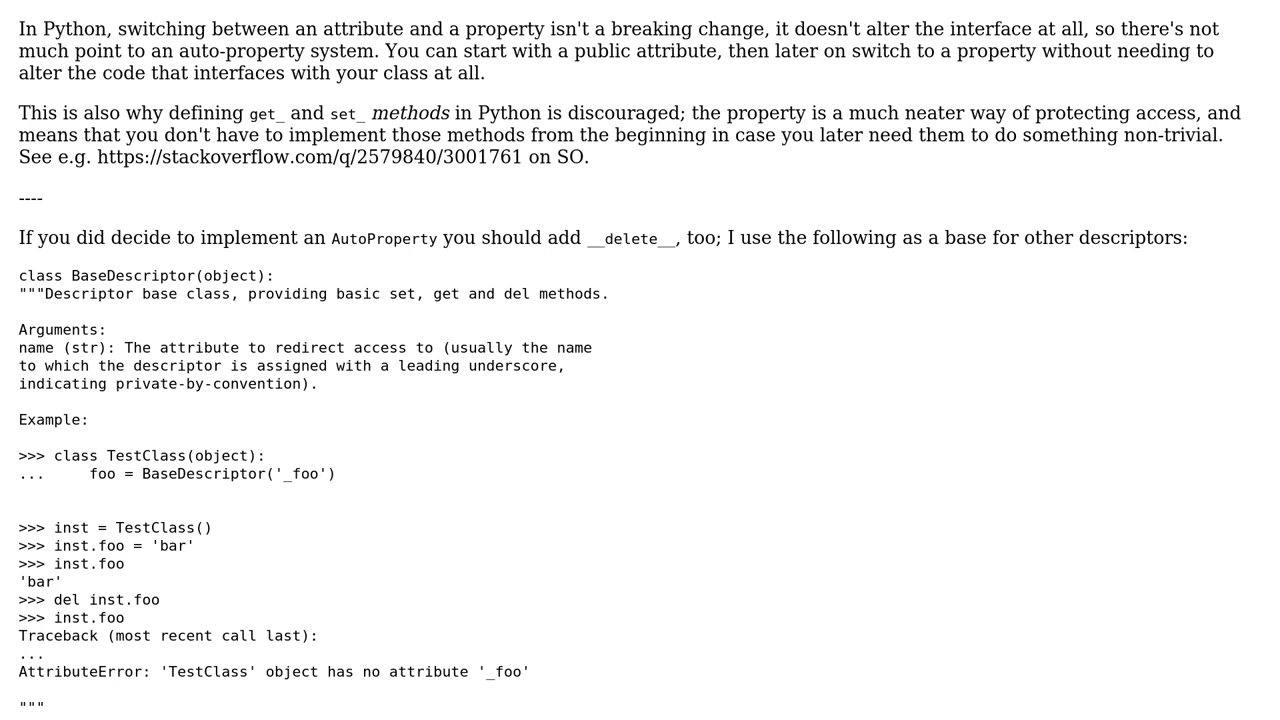 In Python, switching between an attribute and a property isn't a breaking change, it doesn't alter the interface at all, so there's not
much point to an auto-property system. You can start with a public attribute, then later on switch to a property without needing to
alter the code that interfaces with your class at all.
This is also why defining get_ and set_ methods in Python is discouraged; the property is a much neater way of protecting access, and
means that you don't have to implement those methods from the beginning in case you later need them to do something non-trivial.
See e.g. https://stackoverflow.com/q/2579840/3001761 on SO.
----
If you did decide to implement an AutoProperty you should add __delete__, too; I use the following as a base for other descriptors:
class BaseDescriptor(object):
"""Descriptor base class, providing basic set, get and del methods.
Arguments:
name (str): The attribute to redirect access to (usually the name
to which the descriptor is assigned with a leading underscore,
indicating private-by-convention).
Example:
>>> class TestClass(object):
...     foo = BaseDescriptor('_foo')
>>> inst = TestClass()
>>> inst.foo = 'bar'
>>> inst.foo
'bar'
>>> del inst.foo
>>> inst.foo
Traceback (most recent call last):
...
AttributeError: 'TestClass' object has no attribute '_foo'
"""